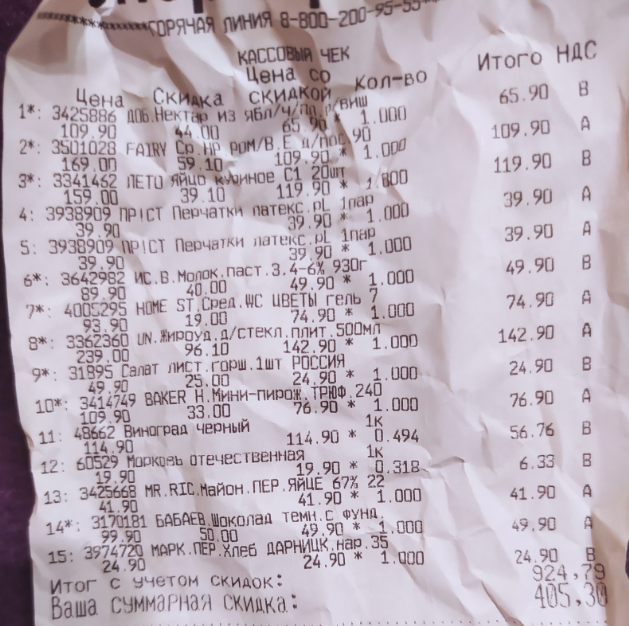 ГОРЯЧАЯ ЛИНИЯ 8-800-200-95-55
КАССОВЫЙ ЧЕК
Цена Скидка Цена со скидкой Кол-во Итого НДС
1*: 3425886 ДОБ.Нектар из ябл/ч/пл.р/виш
109.90 44.00 65.90 * 1.000 65.90 B
2*: 3501028 FAIRY Ср.НР РОМ/В.Е д/пос 90
169.00 59.10 109.90 * 1.000 109.90 A
3*: 3341462 ЛЕТО Яйцо куриное С1 20шт
159.00 39.10 119.90 * 1.000 119.90 B
4: 3938909 ПР!СТ Перчатки латекс.рL 1пар
39.90 39.90 * 1.000 39.90 A
5: 3938909 ПР!СТ Перчатки латекс.рL 1пар
39.90 39.90 * 1.000 39.90 A
6*: 3642982 ИС.В.Молок.паст.3.4-6% 930г
89.90 40.00 49.90 * 1.000 49.90 B
7*: 4005295 HOME ST.Сред.WC ЦВЕТЫ гель 7
93.90 19.00 74.90 * 1.000 74.90 A
8*: 3362360 UN.Жироуд.д/стекл.плит.500мл
239.00 96.10 142.90 * 1.000 142.90 A
9*: 31895 Салат лист.горш.1шт РОССИЯ
49.90 25.00 24.90 * 1.000 24.90 B
10*: 3414749 BAKER H.Мини-пирож.ТРЮФ.240
109.90 33.00 76.90 * 1.000 76.90 A
11: 48662 Виноград черный 1к
114.90 114.90 * 0.494 56.76 B
12: 60529 Морковь отечественная 1к
19.90 19.90 * 0.318 6.33 B
13: 3425668 MR.RIC.Майон.ПЕР.ЯЙЦЕ 67% 22
41.90 41.90 * 1.000 41.90 A
14*: 3170181 БАБАЕВ.Шоколад темн.с фунд.
99.90 50.00 49.90 * 1.000 49.90 A
15: 3974720 МАРК.ПЕР.Хлеб ДАРНИЦК.нар.35
24.90 24.90 * 1.000 24.90 B
Итог с учетом скидок: 924,79
Ваша суммарная скидка: 405,30